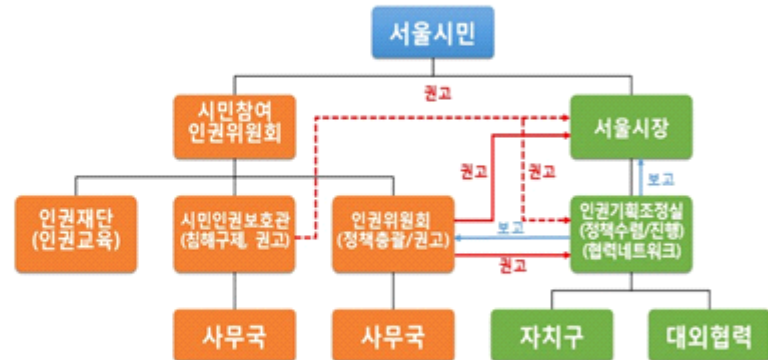 서울시민
권고
시민참여
인권위원회
서울시장
권고
권고
보고
인권재단
(인권교육)
시민인권보호관
(침해구제, 권고)
인권위원회
(정책총괄/권고)
보고
권고
인권기획조정실
(정책수렴/진행)
(협력네트워크)
사무국
사무국
자치구
대외협력